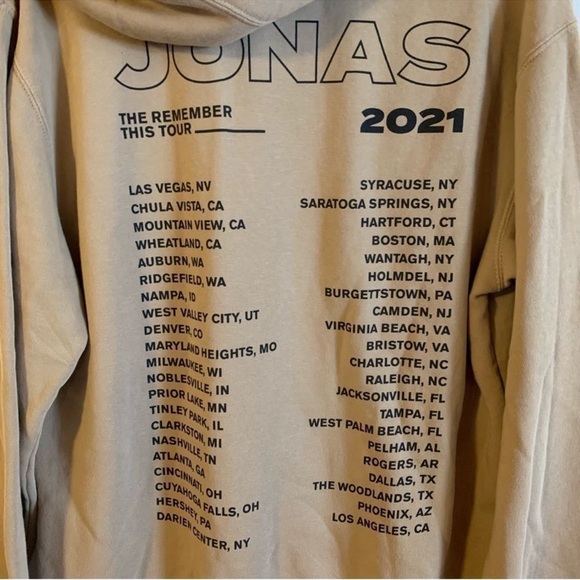 JONAS
THE REMEMBER
THIS TOUR
2021
LAS VEGAS, NV
CHULA VISTA, CA
MOUNTAIN VIEW, CA
WHEATLAND, CA
AUBURN, WA
RIDGEFIELD, WA
NAMPA, ID
WEST VALLEY CITY, UT
DENVER, CO
MARYLAND HEIGHTS, MO
MILWAUKEE, WI
NOBLESVILLE, IN
PRIOR LAKE, MN
TINLEY PARK, IL
CLARKSTON, MI
NASHVILLE, TN
ATLANTA, GA
CINCINNATI, OH
CUYAHOGA FALLS, OH
HERSHEY, PA
DARIEN CENTER, NY
SYRACUSE, NY
SARATOGA SPRINGS, NY
HARTFORD, CT
BOSTON, MA
WANTAGH, NY
HOLMDEL, NJ
BURGETTSTOWN, PA
CAMDEN, NJ
VIRGINIA BEACH, VA
BRISTOW, VA
CHARLOTTE, NC
RALEIGH, NC
JACKSONVILLE, FL
TAMPA, FL
WEST PALM BEACH, FL
PELHAM, AL
ROGERS, AR
DALLAS, TX
THE WOODLANDS, TX
PHOENIX, AZ
LOS ANGELES, CA